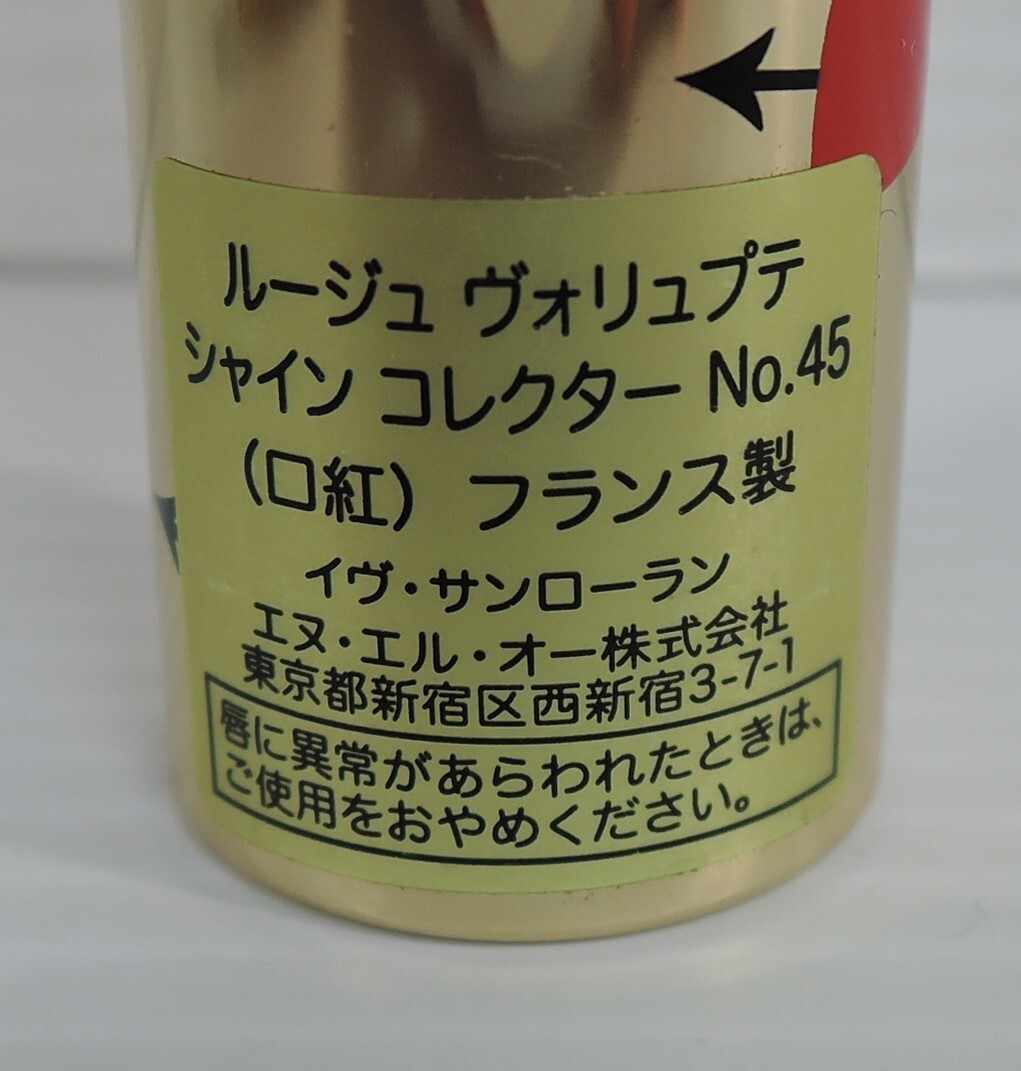 ルージュ ヴォリュプテ
シャイン コレクター No.45
(口紅) フランス製
イヴ・サンローラン
エヌ・エル・オー株式会社
東京都新宿区西新宿3-7-1
唇に異常があらわれたときは、
ご使用をおやめください。